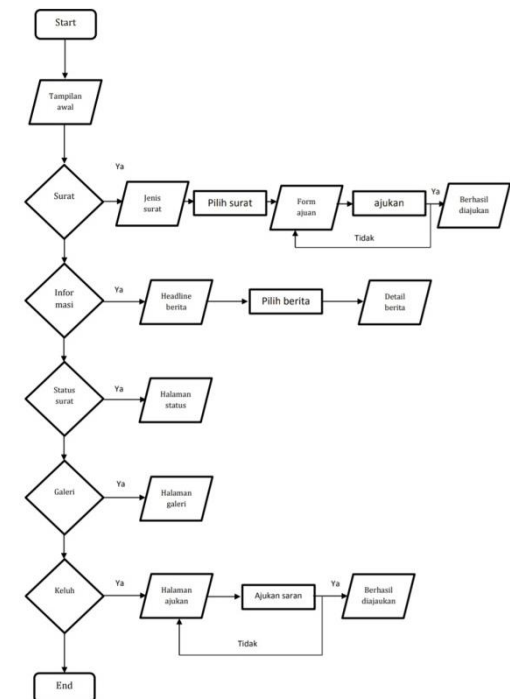 Start
Tampilan
awal
Ya
Surat
Jenis
surat
Pilih surat
Form
ajuan
ajukan
Ya
Berhasil
diajukan
Tidak
Infor
masi
Ya
Headline
berita
Pilih berita
Detail
berita
Status
surat
Ya
Halaman
status
Galeri
Ya
Halaman
galeri
Keluh
Ya
Halaman
ajukan
Ajukan saran
Ya
Berhasil
diajaukan
Tidak
End